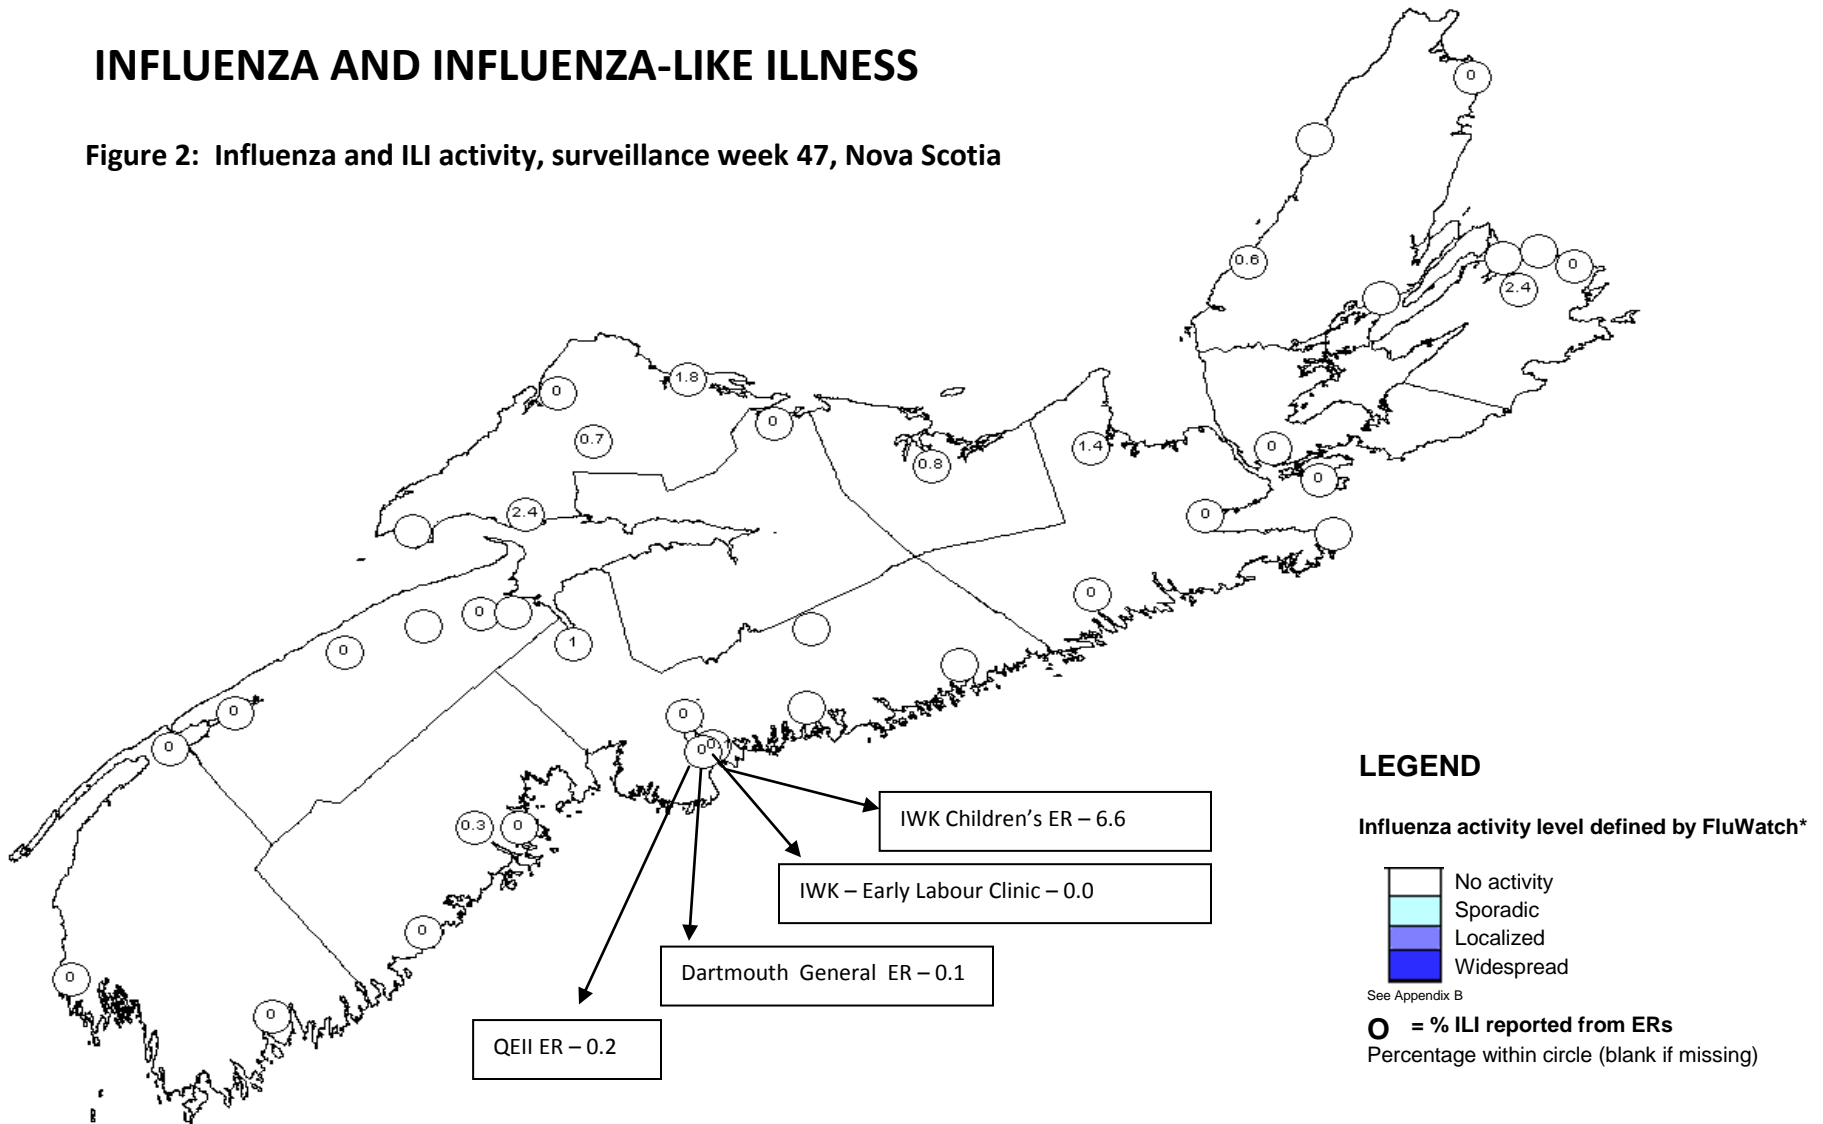 INFLUENZA AND INFLUENZA-LIKE ILLNESS
Figure 2: Influenza and ILI activity, surveillance week 47, Nova Scotia
0
0.6
0
2.4
1.8
0
0
0.7
0.8
1.4
0
0
2.4
0
0
0
1
0
0
0
0
0
0.1
0.3
0
0
0
0
IWK Children's ER – 6.6
IWK – Early Labour Clinic – 0.0
Dartmouth General ER – 0.1
QEII ER – 0.2
LEGEND
Influenza activity level defined by FluWatch*
No activity
Sporadic
Localized
Widespread
See Appendix B
O = % ILI reported from ERs
Percentage within circle (blank if missing)